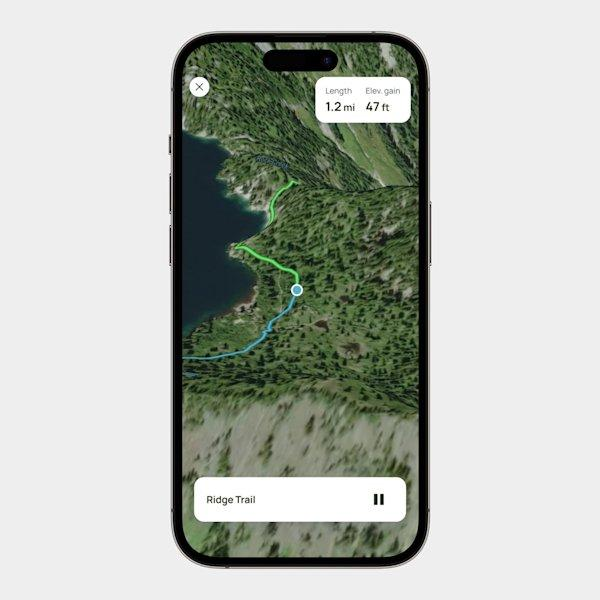 Length Elev. gain
1.2 mi 47 ft
Ridge Trail